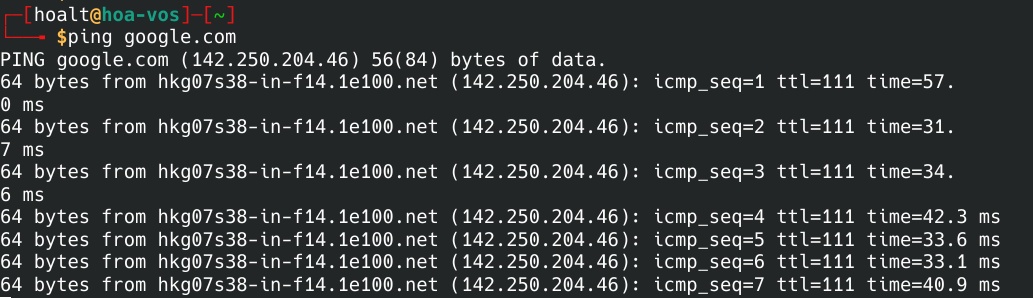 ┌─[hoalt@hoa-vos]─[~]
└──╼ $ping google.com
PING google.com (142.250.204.46) 56(84) bytes of data.
64 bytes from hkg07s38-in-f14.1e100.net (142.250.204.46): icmp_seq=1 ttl=111 time=57.
0 ms
64 bytes from hkg07s38-in-f14.1e100.net (142.250.204.46): icmp_seq=2 ttl=111 time=31.
7 ms
64 bytes from hkg07s38-in-f14.1e100.net (142.250.204.46): icmp_seq=3 ttl=111 time=34.
6 ms
64 bytes from hkg07s38-in-f14.1e100.net (142.250.204.46): icmp_seq=4 ttl=111 time=42.3 ms
64 bytes from hkg07s38-in-f14.1e100.net (142.250.204.46): icmp_seq=5 ttl=111 time=33.6 ms
64 bytes from hkg07s38-in-f14.1e100.net (142.250.204.46): icmp_seq=6 ttl=111 time=33.1 ms
64 bytes from hkg07s38-in-f14.1e100.net (142.250.204.46): icmp_seq=7 ttl=111 time=40.9 ms